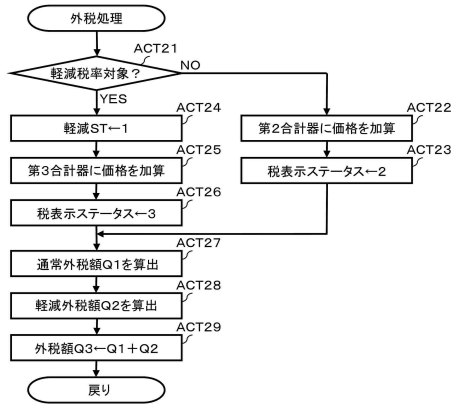 外税処理
ACT21
軽減税率対象？
NO
YES
ACT24
軽減ST←1
ACT22
第2合計器に価格を加算
ACT25
第3合計器に価格を加算
ACT23
税表示ステータス←2
ACT26
税表示ステータス←3
ACT27
通常外税額Q1を算出
ACT28
軽減外税額Q2を算出
ACT29
外税額Q3←Q1＋Q2
戻り